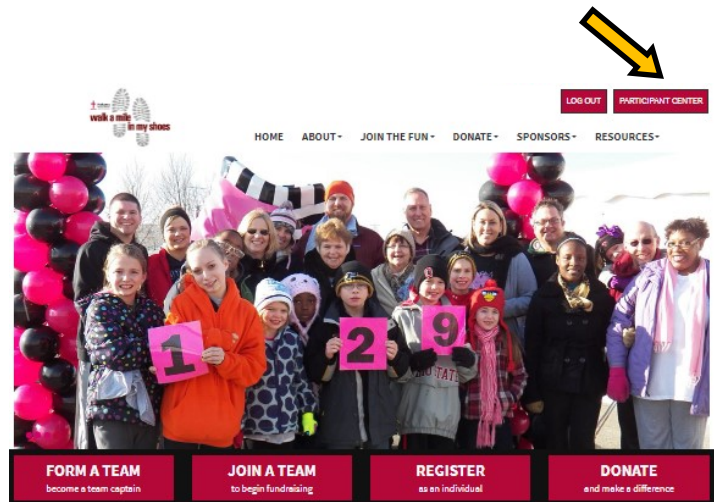 LOG OUT
PARTICIPANT CENTER
walk a mile
in my shoes
HOME ABOUT JOIN THE FUN DONATE SPONSORS RESOURCES
1 2 9
STATE
FORM A TEAM
become a team captain
JOIN A TEAM
to begin fundraising
REGISTER
as an individual
DONATE
and make a difference